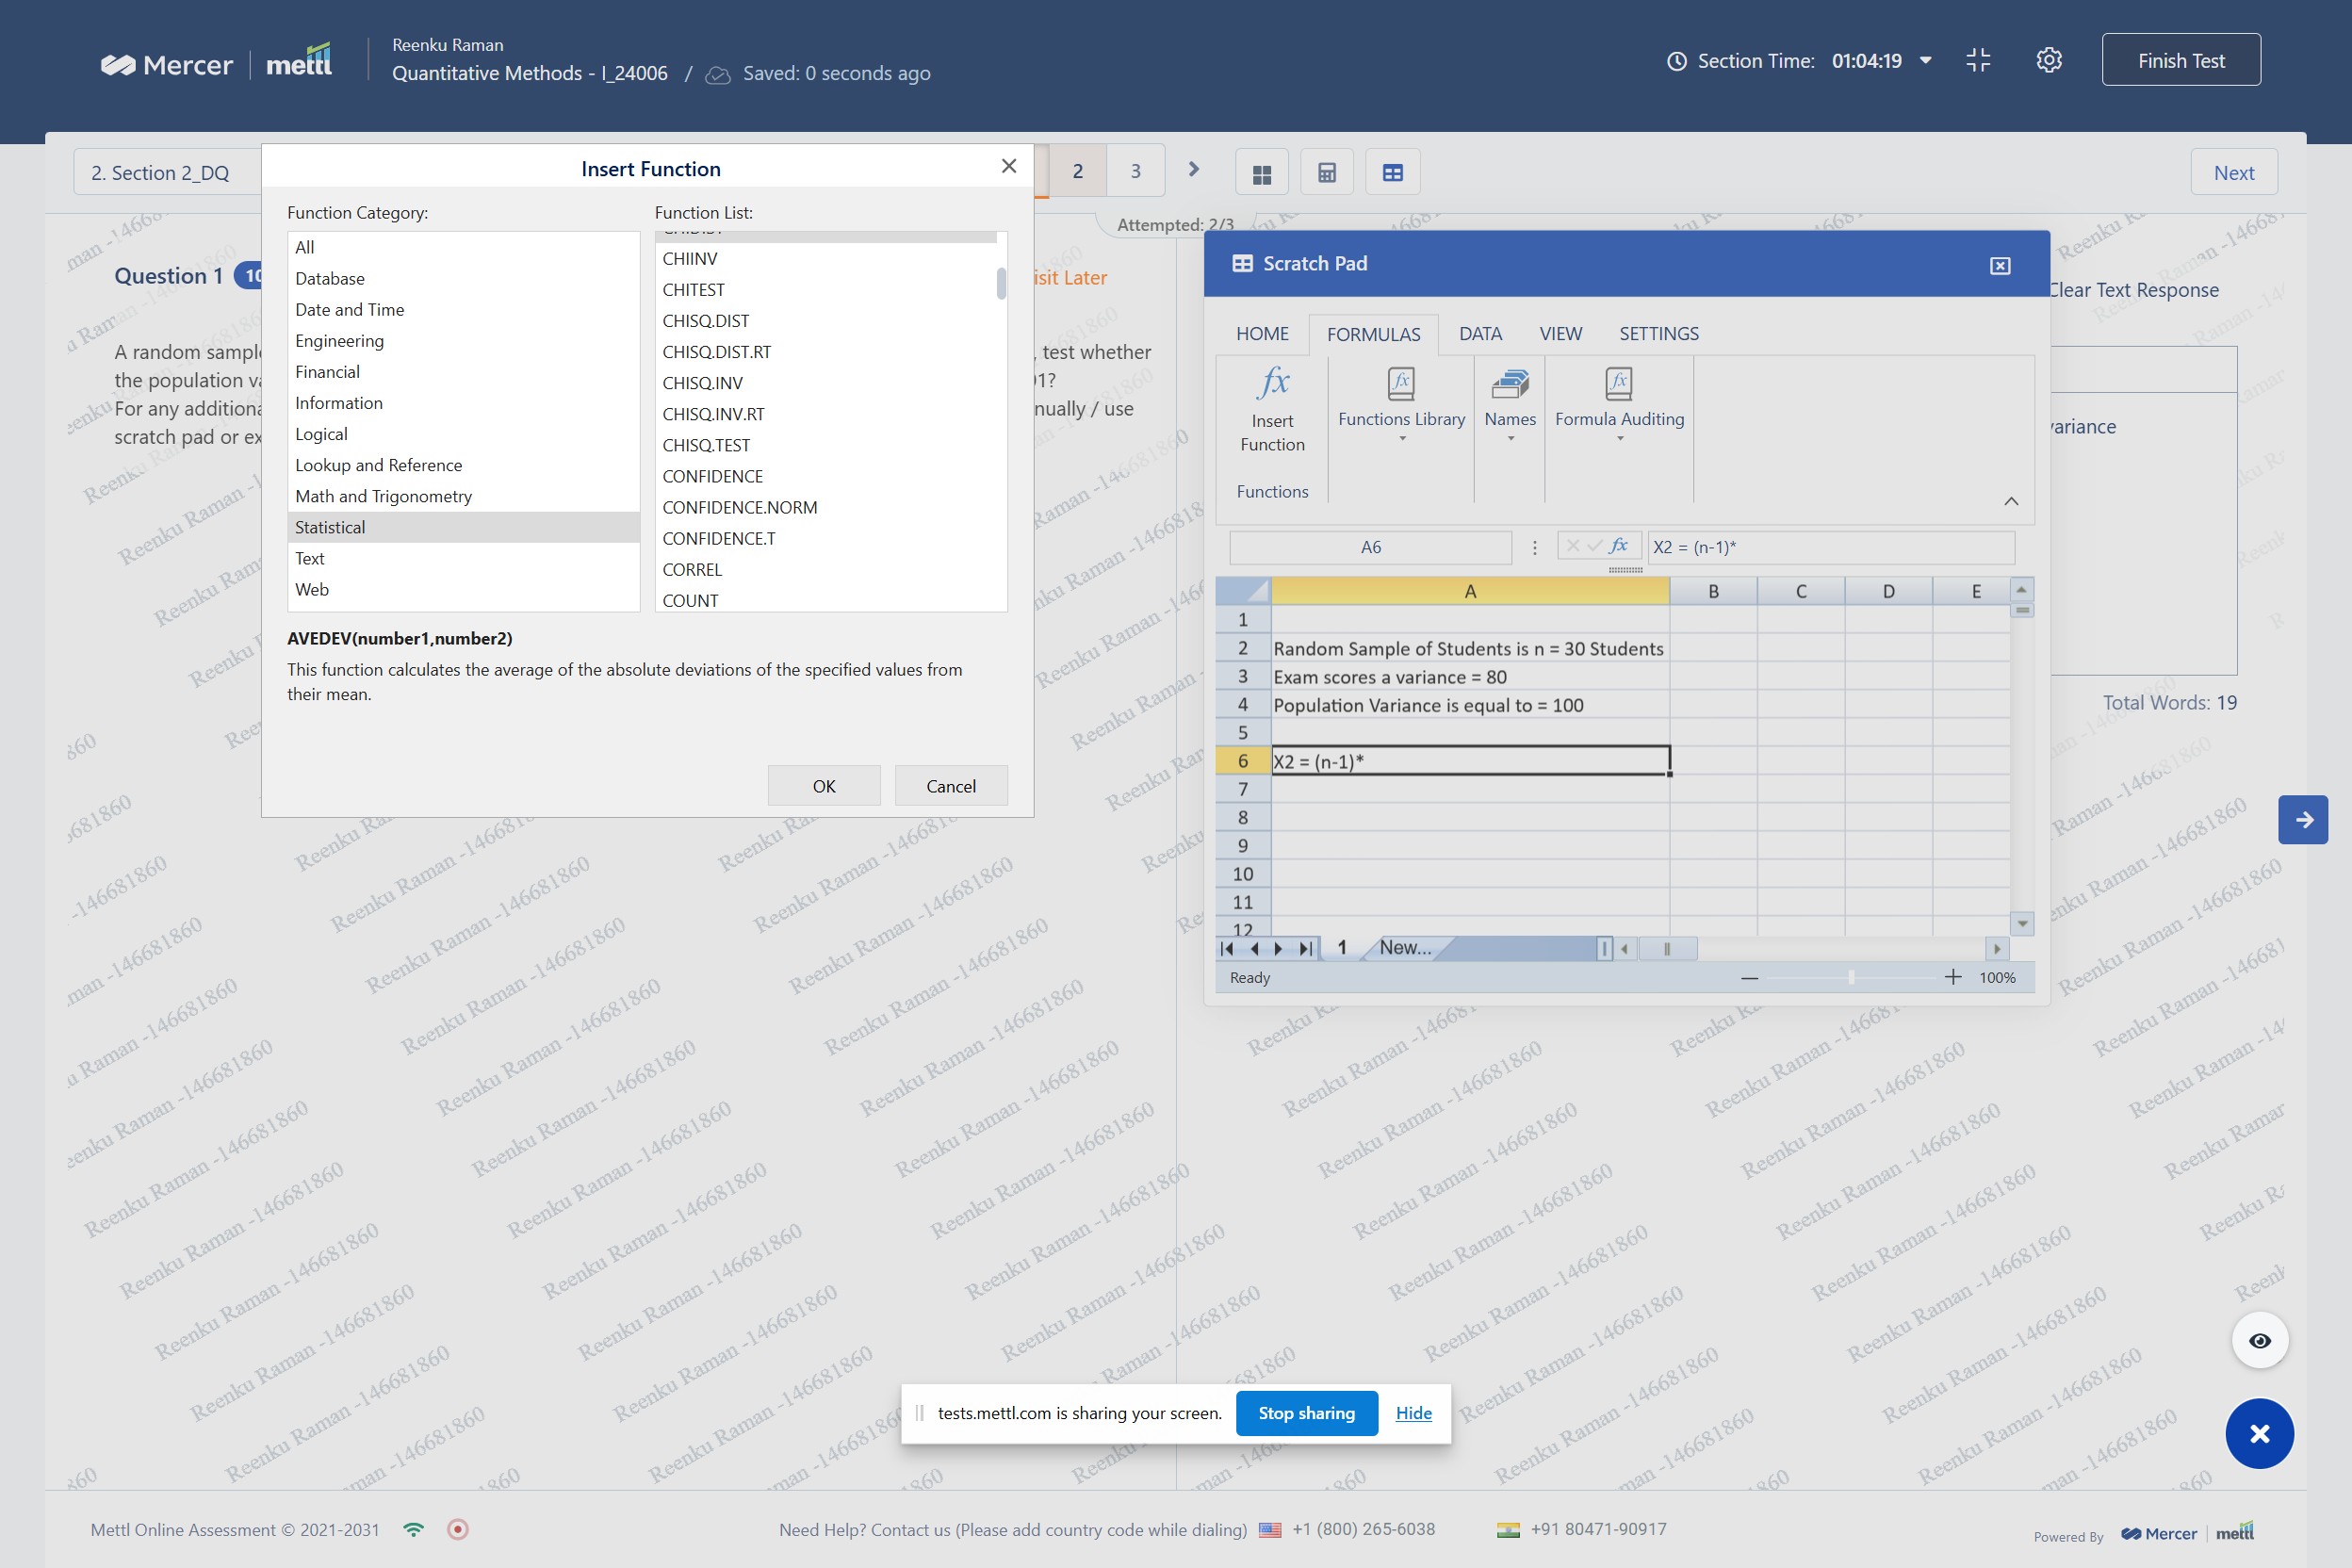 Mercer | mettl
Reenku Raman
Quantitative Methods - I_24006 / Saved: 0 seconds ago
Section Time: 01:04:19
Finish Test
2. Section 2_DQ
2
3
Next
Attempted: 2/3
Question 1
isit Later
A random sampl
, test whether
the population
For any additiona
nually / use
scratch pad or ex
Clear Text Response
variance
Total Words: 19
Insert Function
Function Category:
All
Database
Date and Time
Engineering
Financial
Information
Logical
Lookup and Reference
Math and Trigonometry
Statistical
Text
Web
Function List:
CHIINV
CHITEST
CHISQ.DIST
CHISQ.DIST.RT
CHISQ.INV
CHISQ.INV.RT
CHISQ.TEST
CONFIDENCE
CONFIDENCE.NORM
CONFIDENCE.T
CORREL
COUNT
AVEDEV(number1,number2)
This function calculates the average of the absolute deviations of the specified values from
their mean.
OK
Cancel
Scratch Pad
HOME FORMULAS DATA VIEW SETTINGS
fx
Insert
Function
Functions
Functions Library
Names
Formula Auditing
A6
fx
X2 = (n-1)*
A B C D E
1
2 Random Sample of Students is n = 30 Students
3 Exam scores a variance = 80
4 Population Variance is equal to = 100
5
6 X2 = (n-1)*
7
8
9
10
11
12
1 New...
Ready
100%
Reenku Raman -146681860
tests.mettl.com is sharing your screen.
Stop sharing
Hide
Mettl Online Assessment © 2021-2031
Need Help? Contact us (Please add country code while dialing) +1 (800) 265-6038 +91 80471-90917
Powered By Mercer | mettl